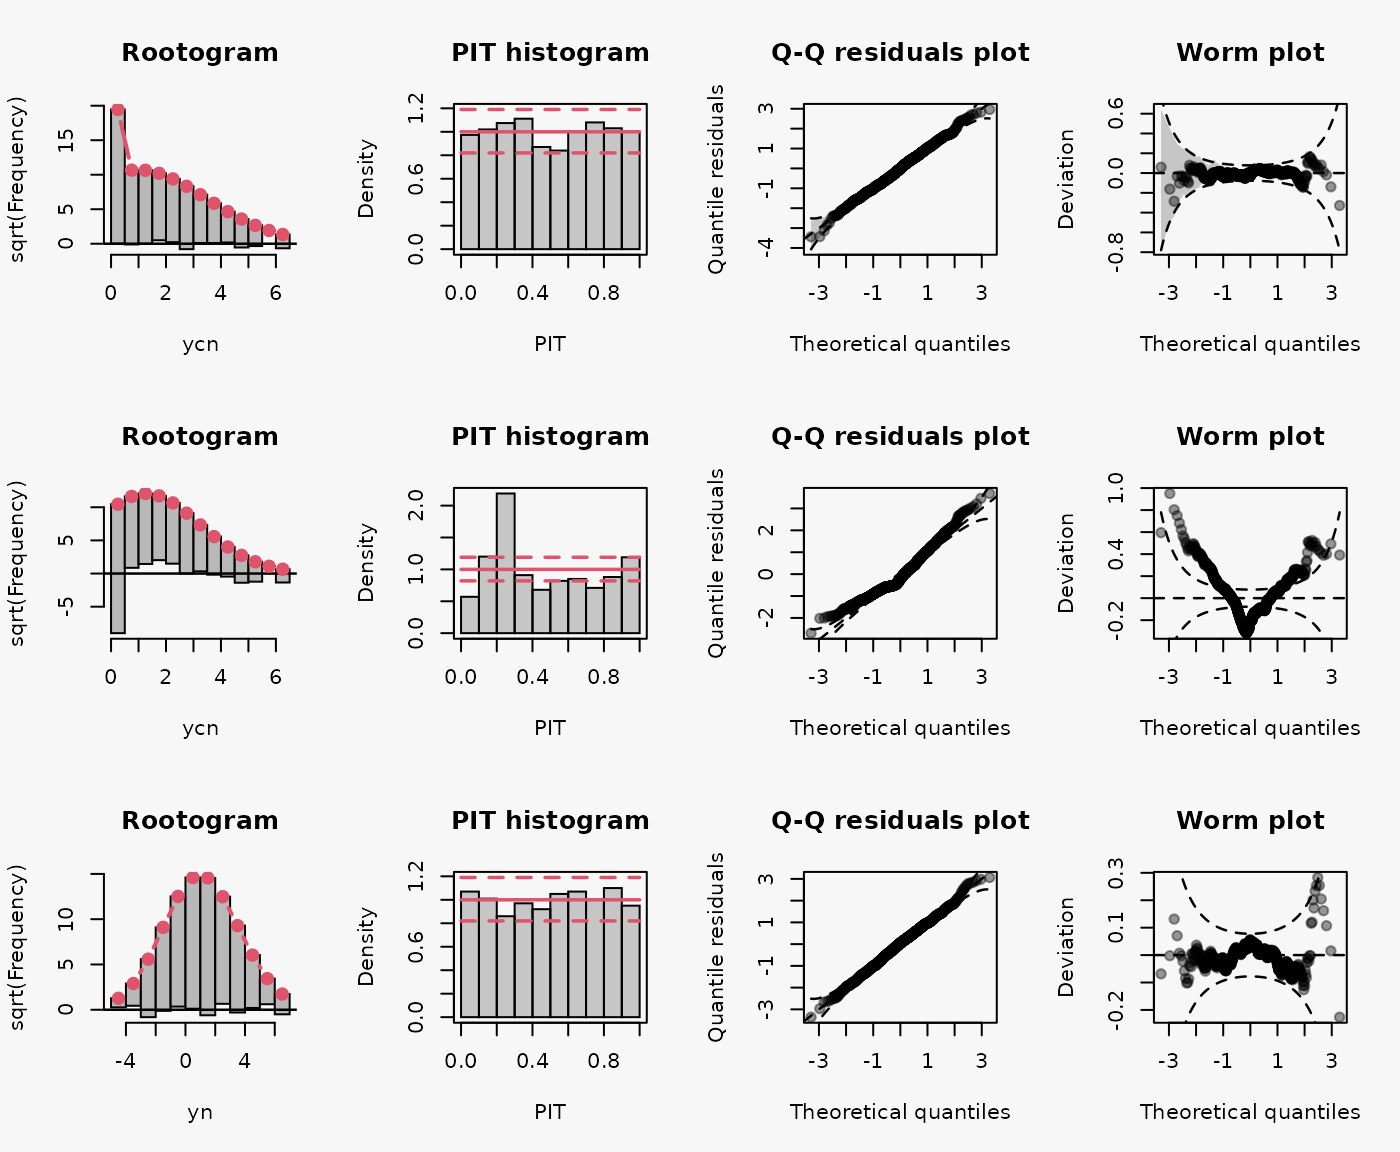 Rootogram
sqrt(Frequency)
0 5 15
0 2 4 6
ycn
PIT histogram
Density
0.0 0.6 1.2
0.0 0.4 0.8
PIT
Q-Q residuals plot
Quantile residuals
-4 -1 1 3
-3 -1 1 3
Theoretical quantiles
Worm plot
Deviation
-0.8 0.0 0.6
-3 -1 1 3
Theoretical quantiles
Rootogram
sqrt(Frequency)
-5 5
0 2 4 6
ycn
PIT histogram
Density
0.0 1.0 2.0
0.0 0.4 0.8
PIT
Q-Q residuals plot
Quantile residuals
-2 0 2
-3 -1 1 3
Theoretical quantiles
Worm plot
Deviation
-0.2 0.4 1.0
-3 -1 1 3
Theoretical quantiles
Rootogram
sqrt(Frequency)
0 5 10
-4 0 4
yn
PIT histogram
Density
0.0 0.6 1.2
0.0 0.4 0.8
PIT
Q-Q residuals plot
Quantile residuals
-3 -1 1 3
-3 -1 1 3
Theoretical quantiles
Worm plot
Deviation
-0.2 0.1 0.3
-3 -1 1 3
Theoretical quantiles